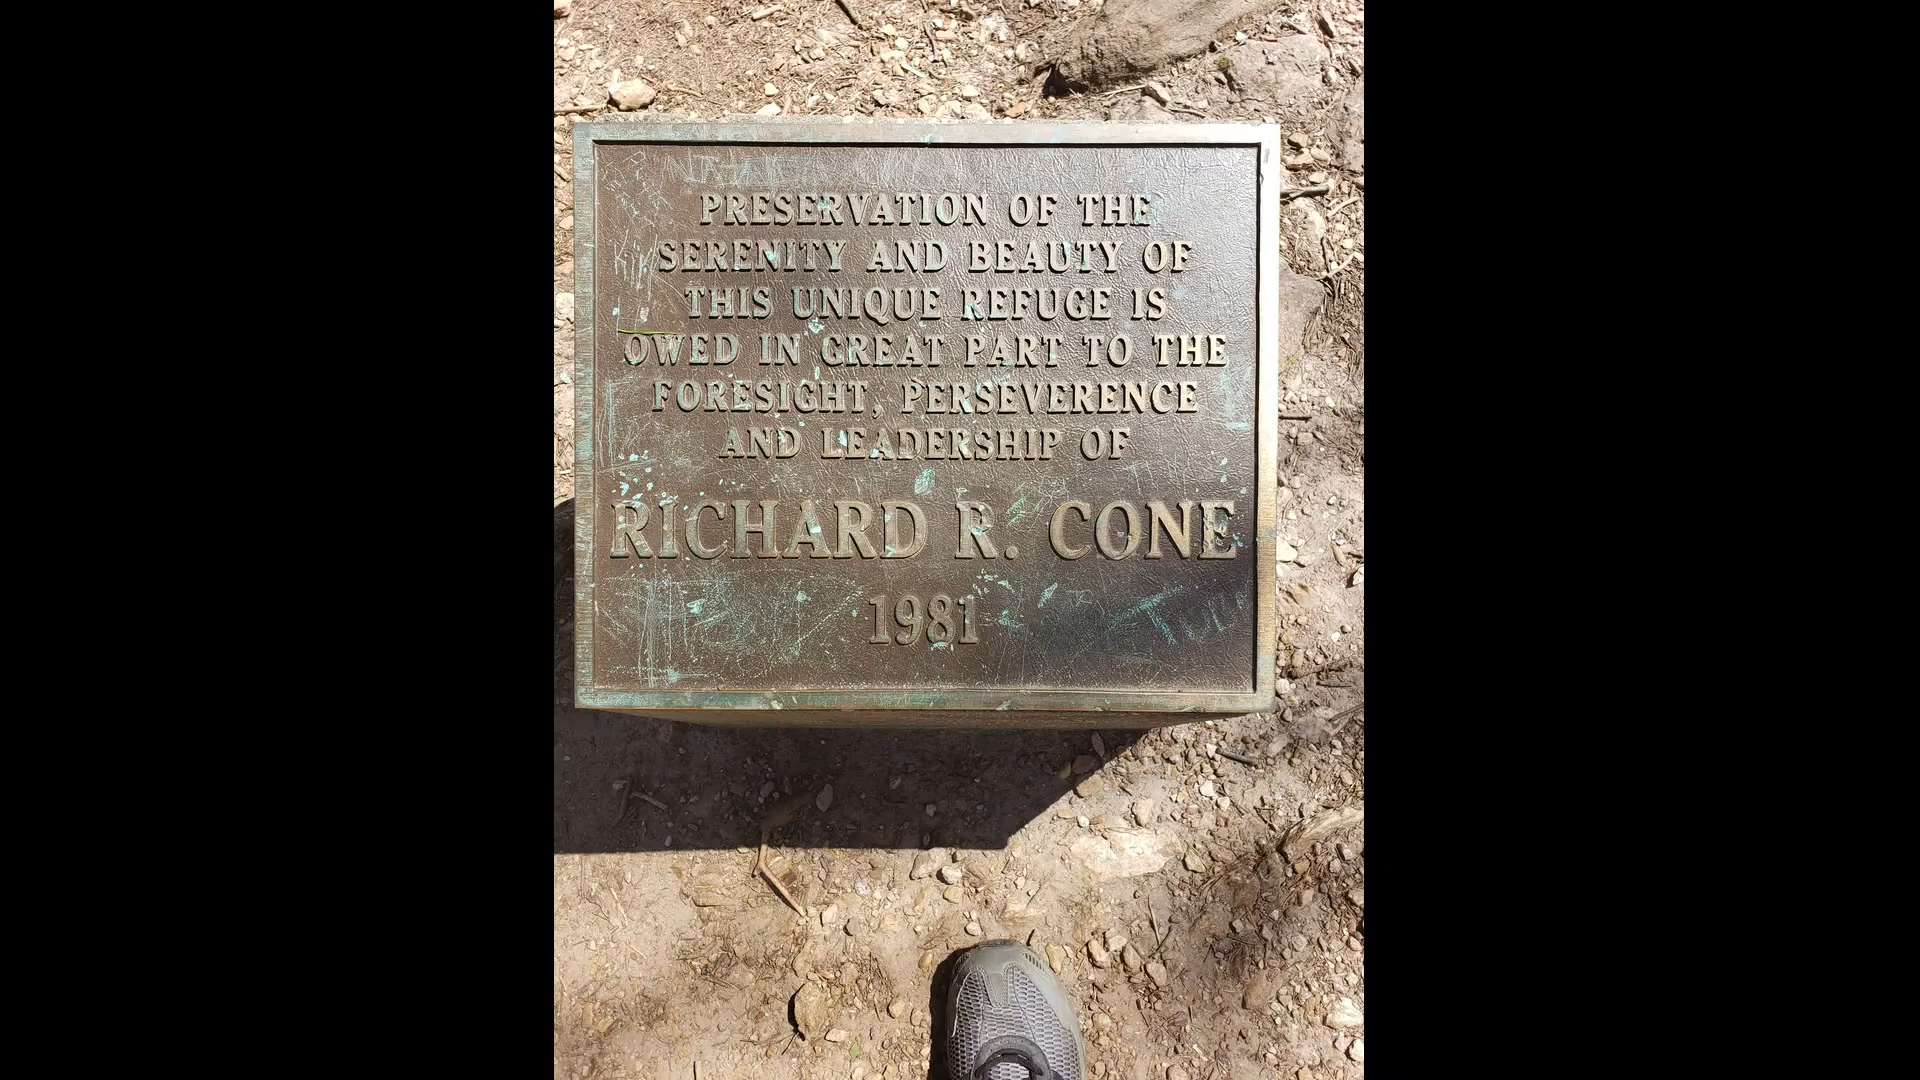 PRESERVATION OF THE
SERENITY AND BEAUTY OF
THIS UNIQUE REFUGE IS
OWED IN GREAT PART TO THE
FORESIGHT, PERSEVERENCE
AND LEADERSHIP OF
RICHARD R. CONE
1981